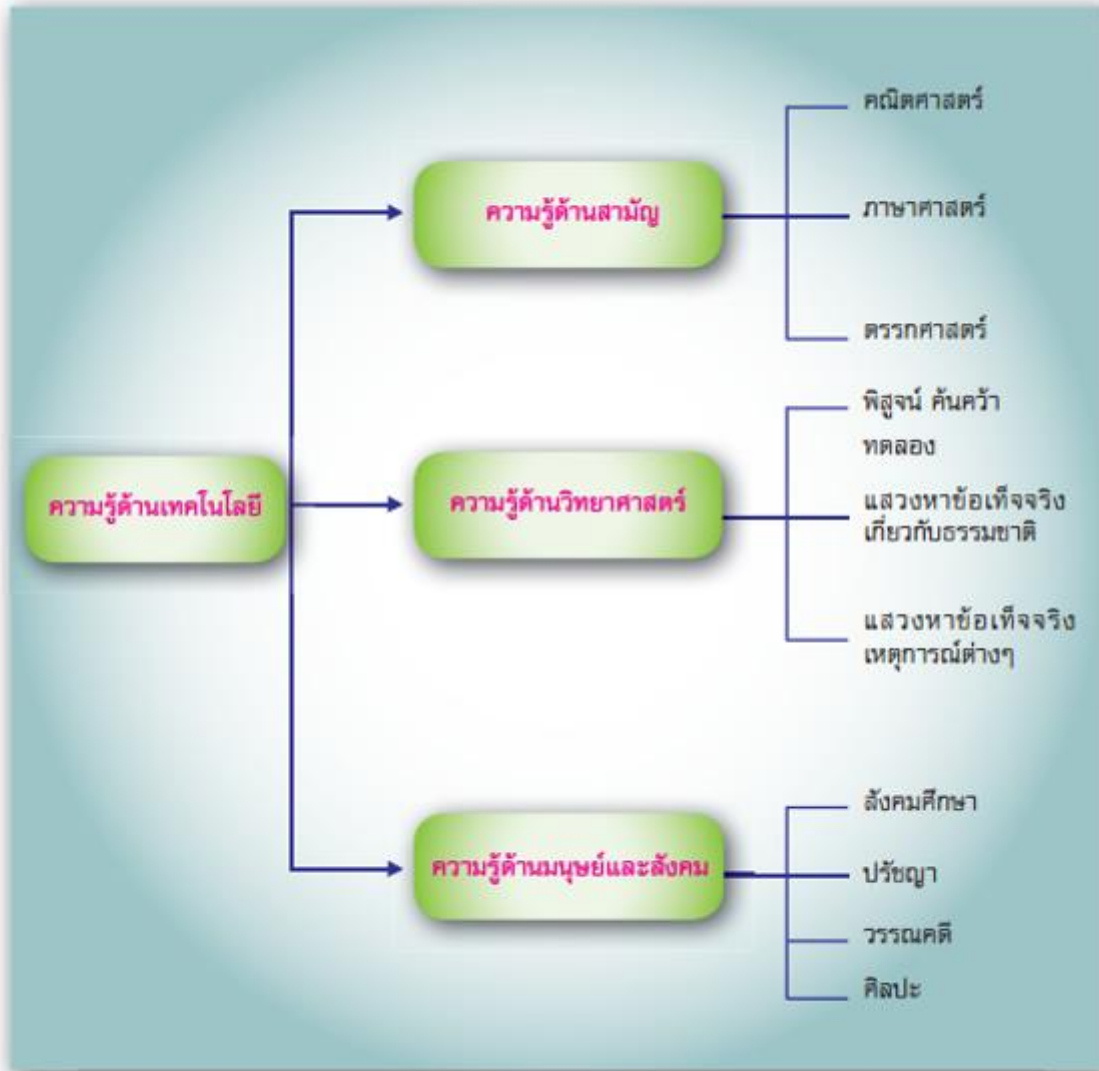 ความรู้ด้านเทคโนโลยี
ความรู้ด้านสามัญ
คณิตศาสตร์
ภาษาศาสตร์
ตรรกศาสตร์
ความรู้ด้านวิทยาศาสตร์
พิสูจน์ ค้นคว้า
ทดลอง
แสวงหาข้อเท็จจริง
เกี่ยวกับธรรมชาติ
แสวงหาข้อเท็จจริง
เหตุการณ์ต่างๆ
ความรู้ด้านมนุษย์และสังคม
สังคมศึกษา
ปรัชญา
วรรณคดี
ศิลปะ